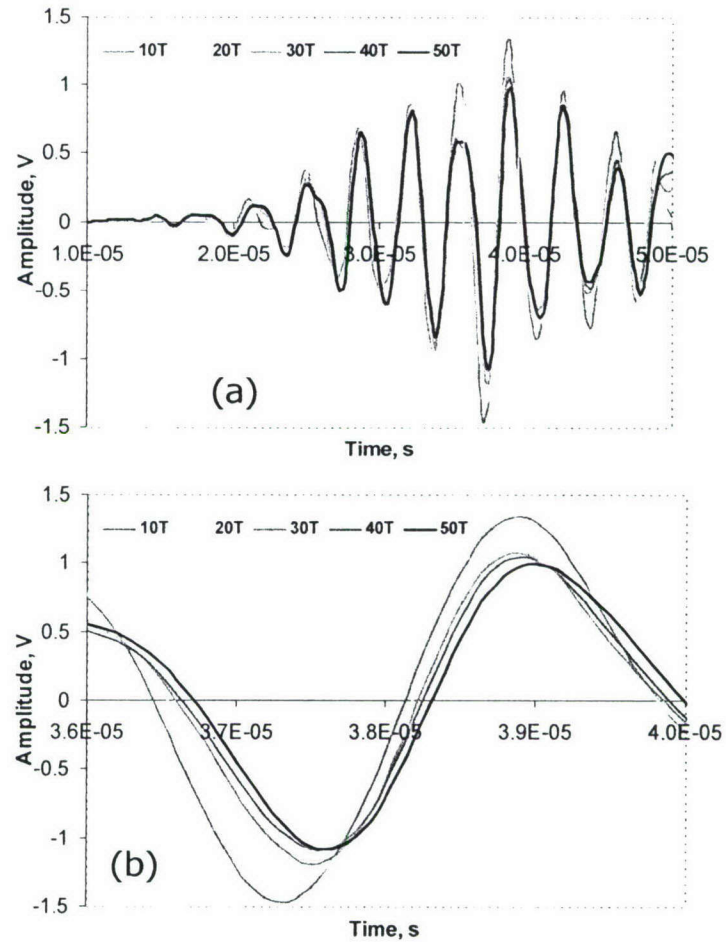 1.5
10T 20T 30T 40T 50T
1
0.5
0
1.0E-05 2.0E-05 3.0E-05 4.0E-05 5.0E-05
-0.5
-1
-1.5
Amplitude, V
(a)
Time, s
1.5
10T 20T 30T 40T 50T
1
0.5
0
3.6E-05 3.7E-05 3.8E-05 3.9E-05 4.0E-05
-0.5
-1
-1.5
Amplitude, V
(b)
Time, s